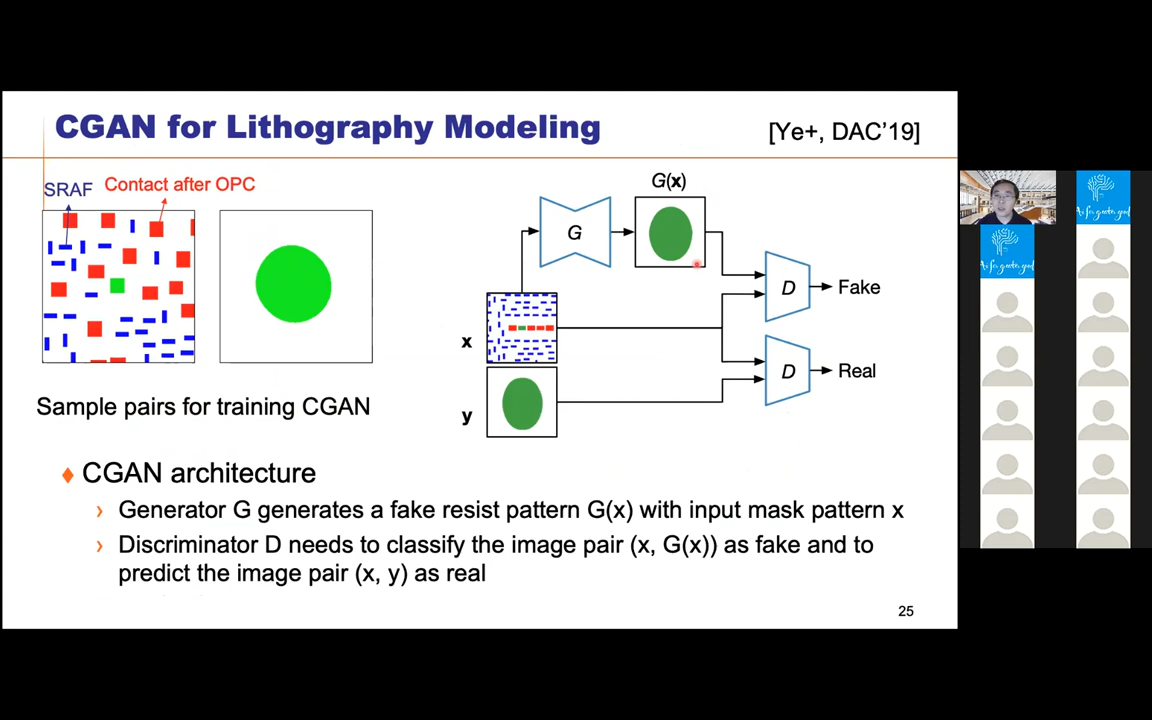 CGAN for Lithography Modeling
[Ye+, DAC’19]
SRAF
Contact after OPC
G(x)
G
D
Fake
x
D
Real
y
Sample pairs for training CGAN
CGAN architecture
Generator G generates a fake resist pattern G(x) with input mask pattern x
Discriminator D needs to classify the image pair (x, G(x)) as fake and to
predict the image pair (x, y) as real
25